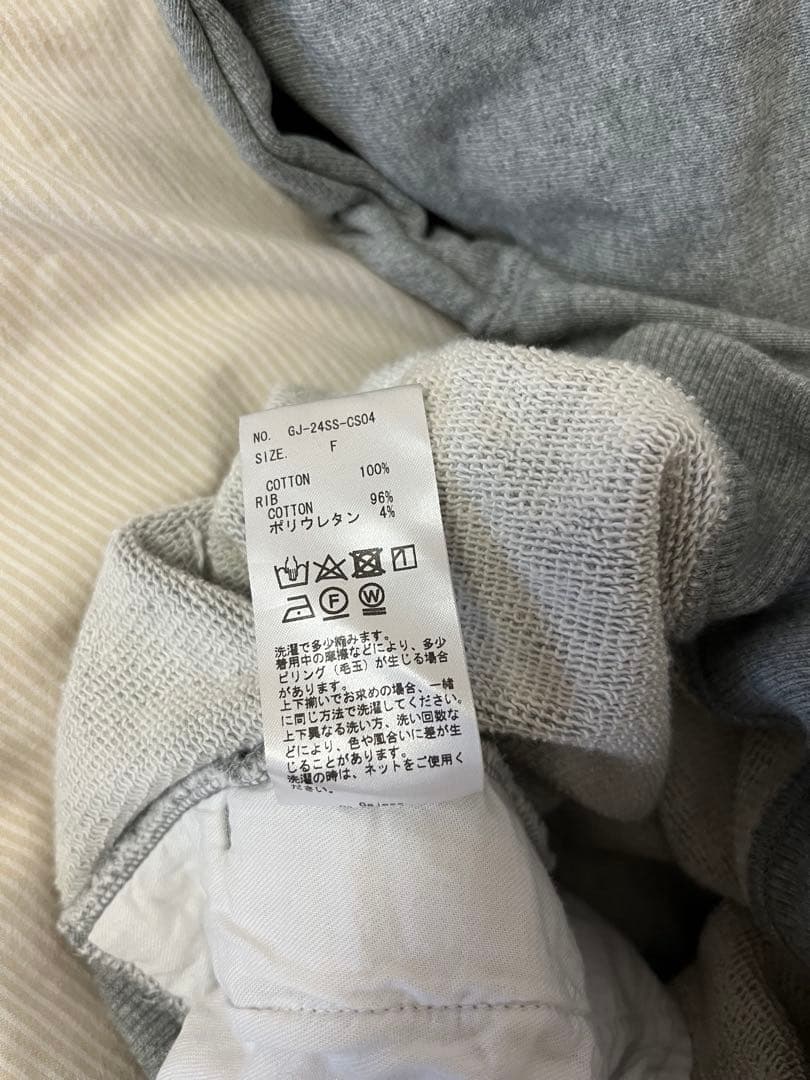 NO. GJ-24SS-CS04
SIZE. F
COTTON 100%
RIB
COTTON 96%
ポリウレタン 4%
F W
洗濯で多少縮みます。
着用中の摩擦などにより、多少
ピリング（毛玉）が生じる場合
があります。
上下揃いでお求めの場合、一緒
に同じ方法で洗濯してください。
上下異なる洗い方、洗い回数な
どにより、色や風合いに差が生
じることがあります。
洗濯の時は、ネットをご使用く
ださい。